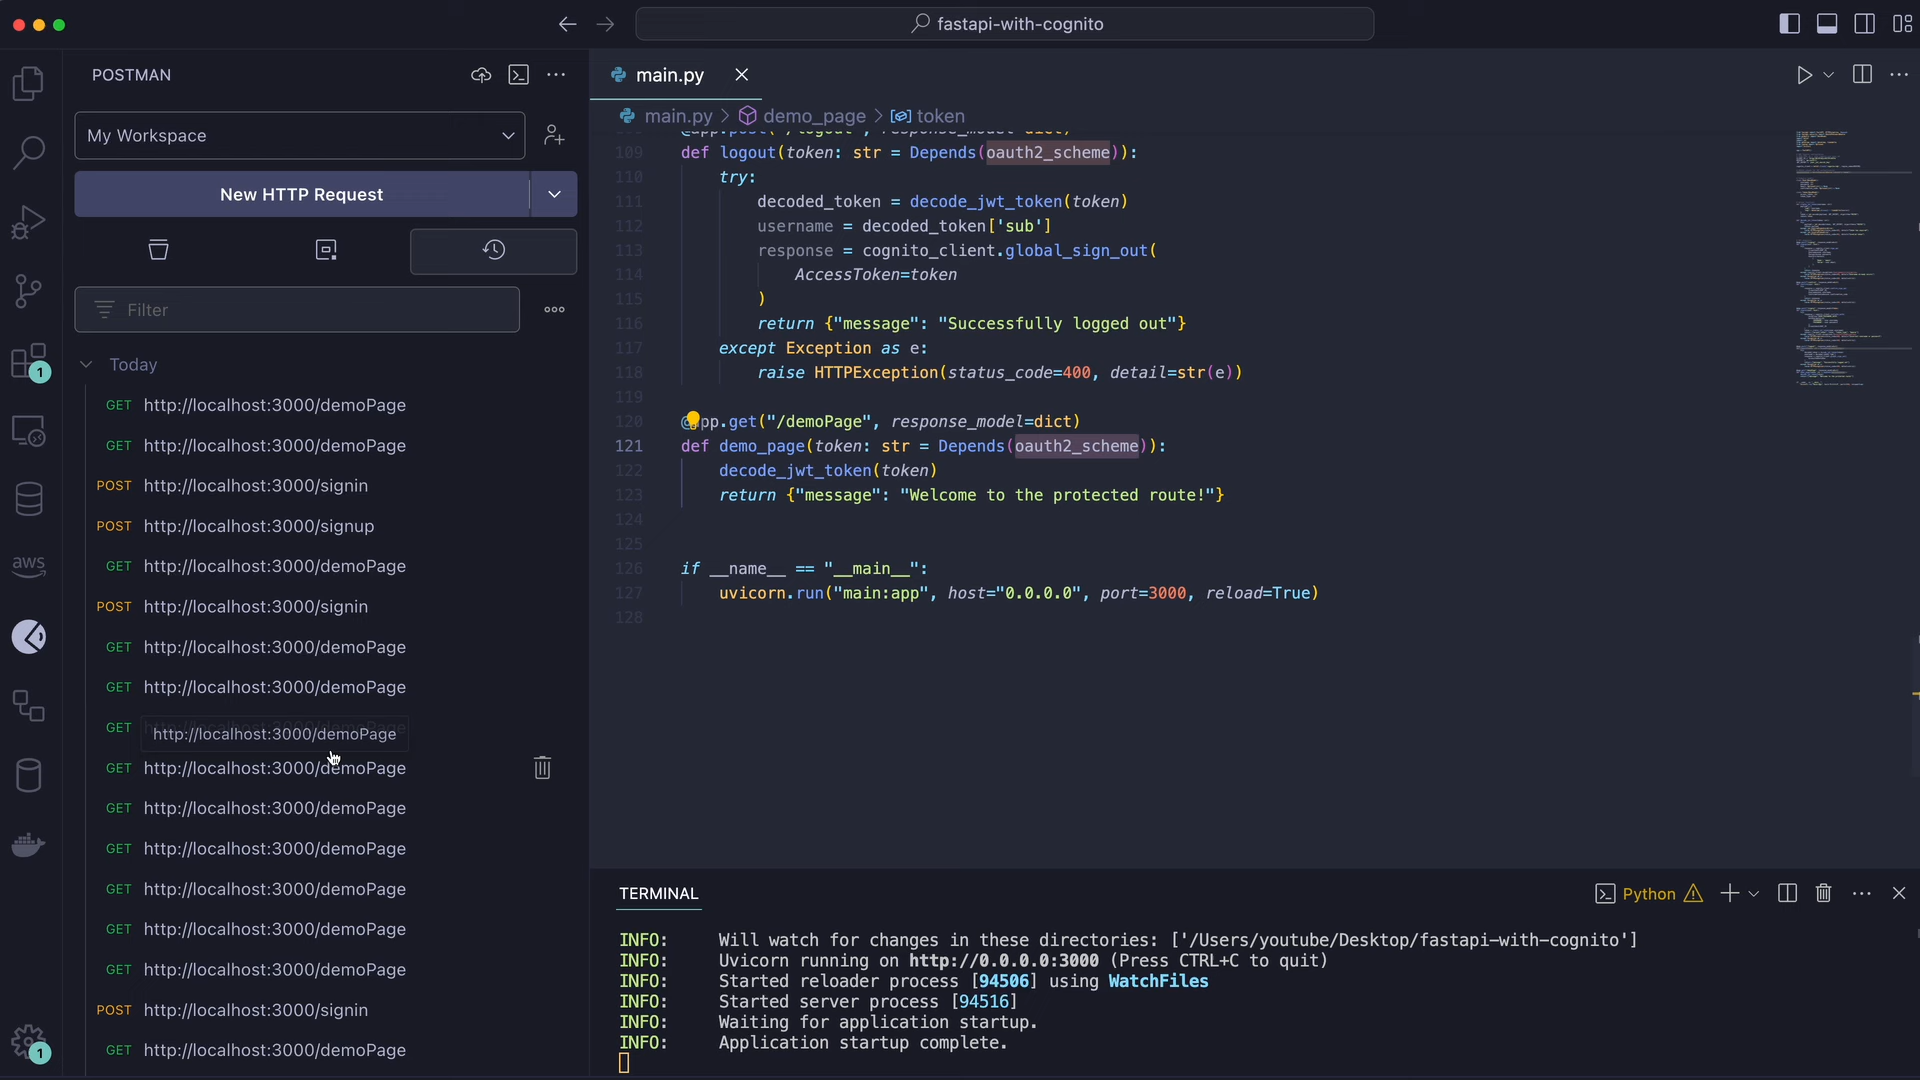 fastapi-with-cognito
POSTMAN
My Workspace
New HTTP Request
Filter
Today
GET http://localhost:3000/demoPage
GET http://localhost:3000/demoPage
POST http://localhost:3000/signin
POST http://localhost:3000/signup
GET http://localhost:3000/demoPage
POST http://localhost:3000/signin
GET http://localhost:3000/demoPage
GET http://localhost:3000/demoPage
GET http://localhost:3000/demoPage
http://localhost:3000/demoPage
GET http://localhost:3000/demoPage
GET http://localhost:3000/demoPage
GET http://localhost:3000/demoPage
GET http://localhost:3000/demoPage
GET http://localhost:3000/demoPage
GET http://localhost:3000/demoPage
POST http://localhost:3000/signin
GET http://localhost:3000/demoPage
1
aws
1
main.py
main.py > demo_page > token
@app.post("/logout", response_model=dict)
109 def logout(token: str = Depends(oauth2_scheme)):
110 try:
111 decoded_token = decode_jwt_token(token)
112 username = decoded_token['sub']
113 response = cognito_client.global_sign_out(
114 AccessToken=token
115 )
116 return {"message": "Successfully logged out"}
117 except Exception as e:
118 raise HTTPException(status_code=400, detail=str(e))
119
120 @app.get("/demoPage", response_model=dict)
121 def demo_page(token: str = Depends(oauth2_scheme)):
122 decode_jwt_token(token)
123 return {"message": "Welcome to the protected route!"}
124
125
126 if __name__ == "__main__":
127 uvicorn.run("main:app", host="0.0.0.0", port=3000, reload=True)
128
TERMINAL
Python
INFO: Will watch for changes in these directories: ['/Users/youtube/Desktop/fastapi-with-cognito']
INFO: Uvicorn running on http://0.0.0.0:3000 (Press CTRL+C to quit)
INFO: Started reloader process [94506] using WatchFiles
INFO: Started server process [94516]
INFO: Waiting for application startup.
INFO: Application startup complete.